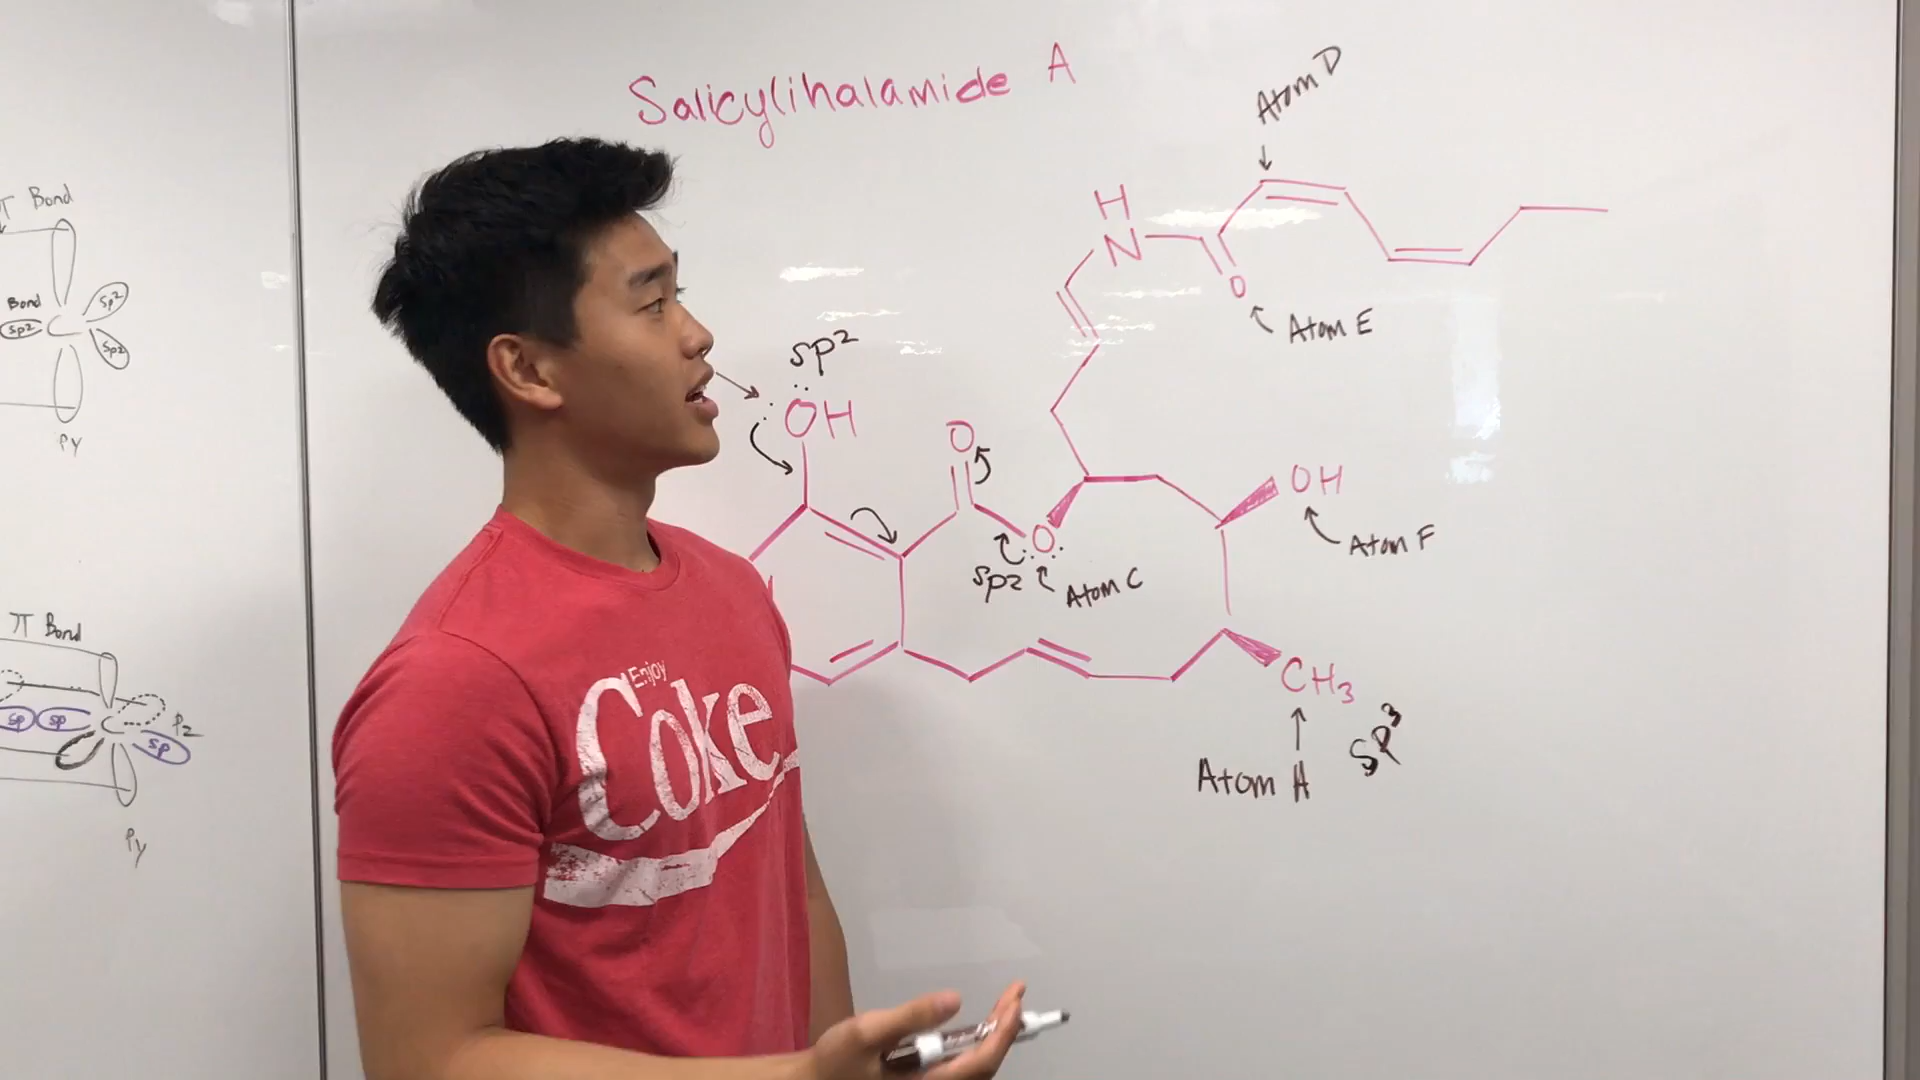 Salicylihalamide A
Atom D
H
N
O
Atom E
sp2
OH
O
O
sp2
Atom C
OH
Atom F
CH3
Atom A
sp3
π Bond
Bond
sp2
C
sp2
sp2
Py
π Bond
sp
sp
C
sp
Pz
Py
Enjoy
Coke